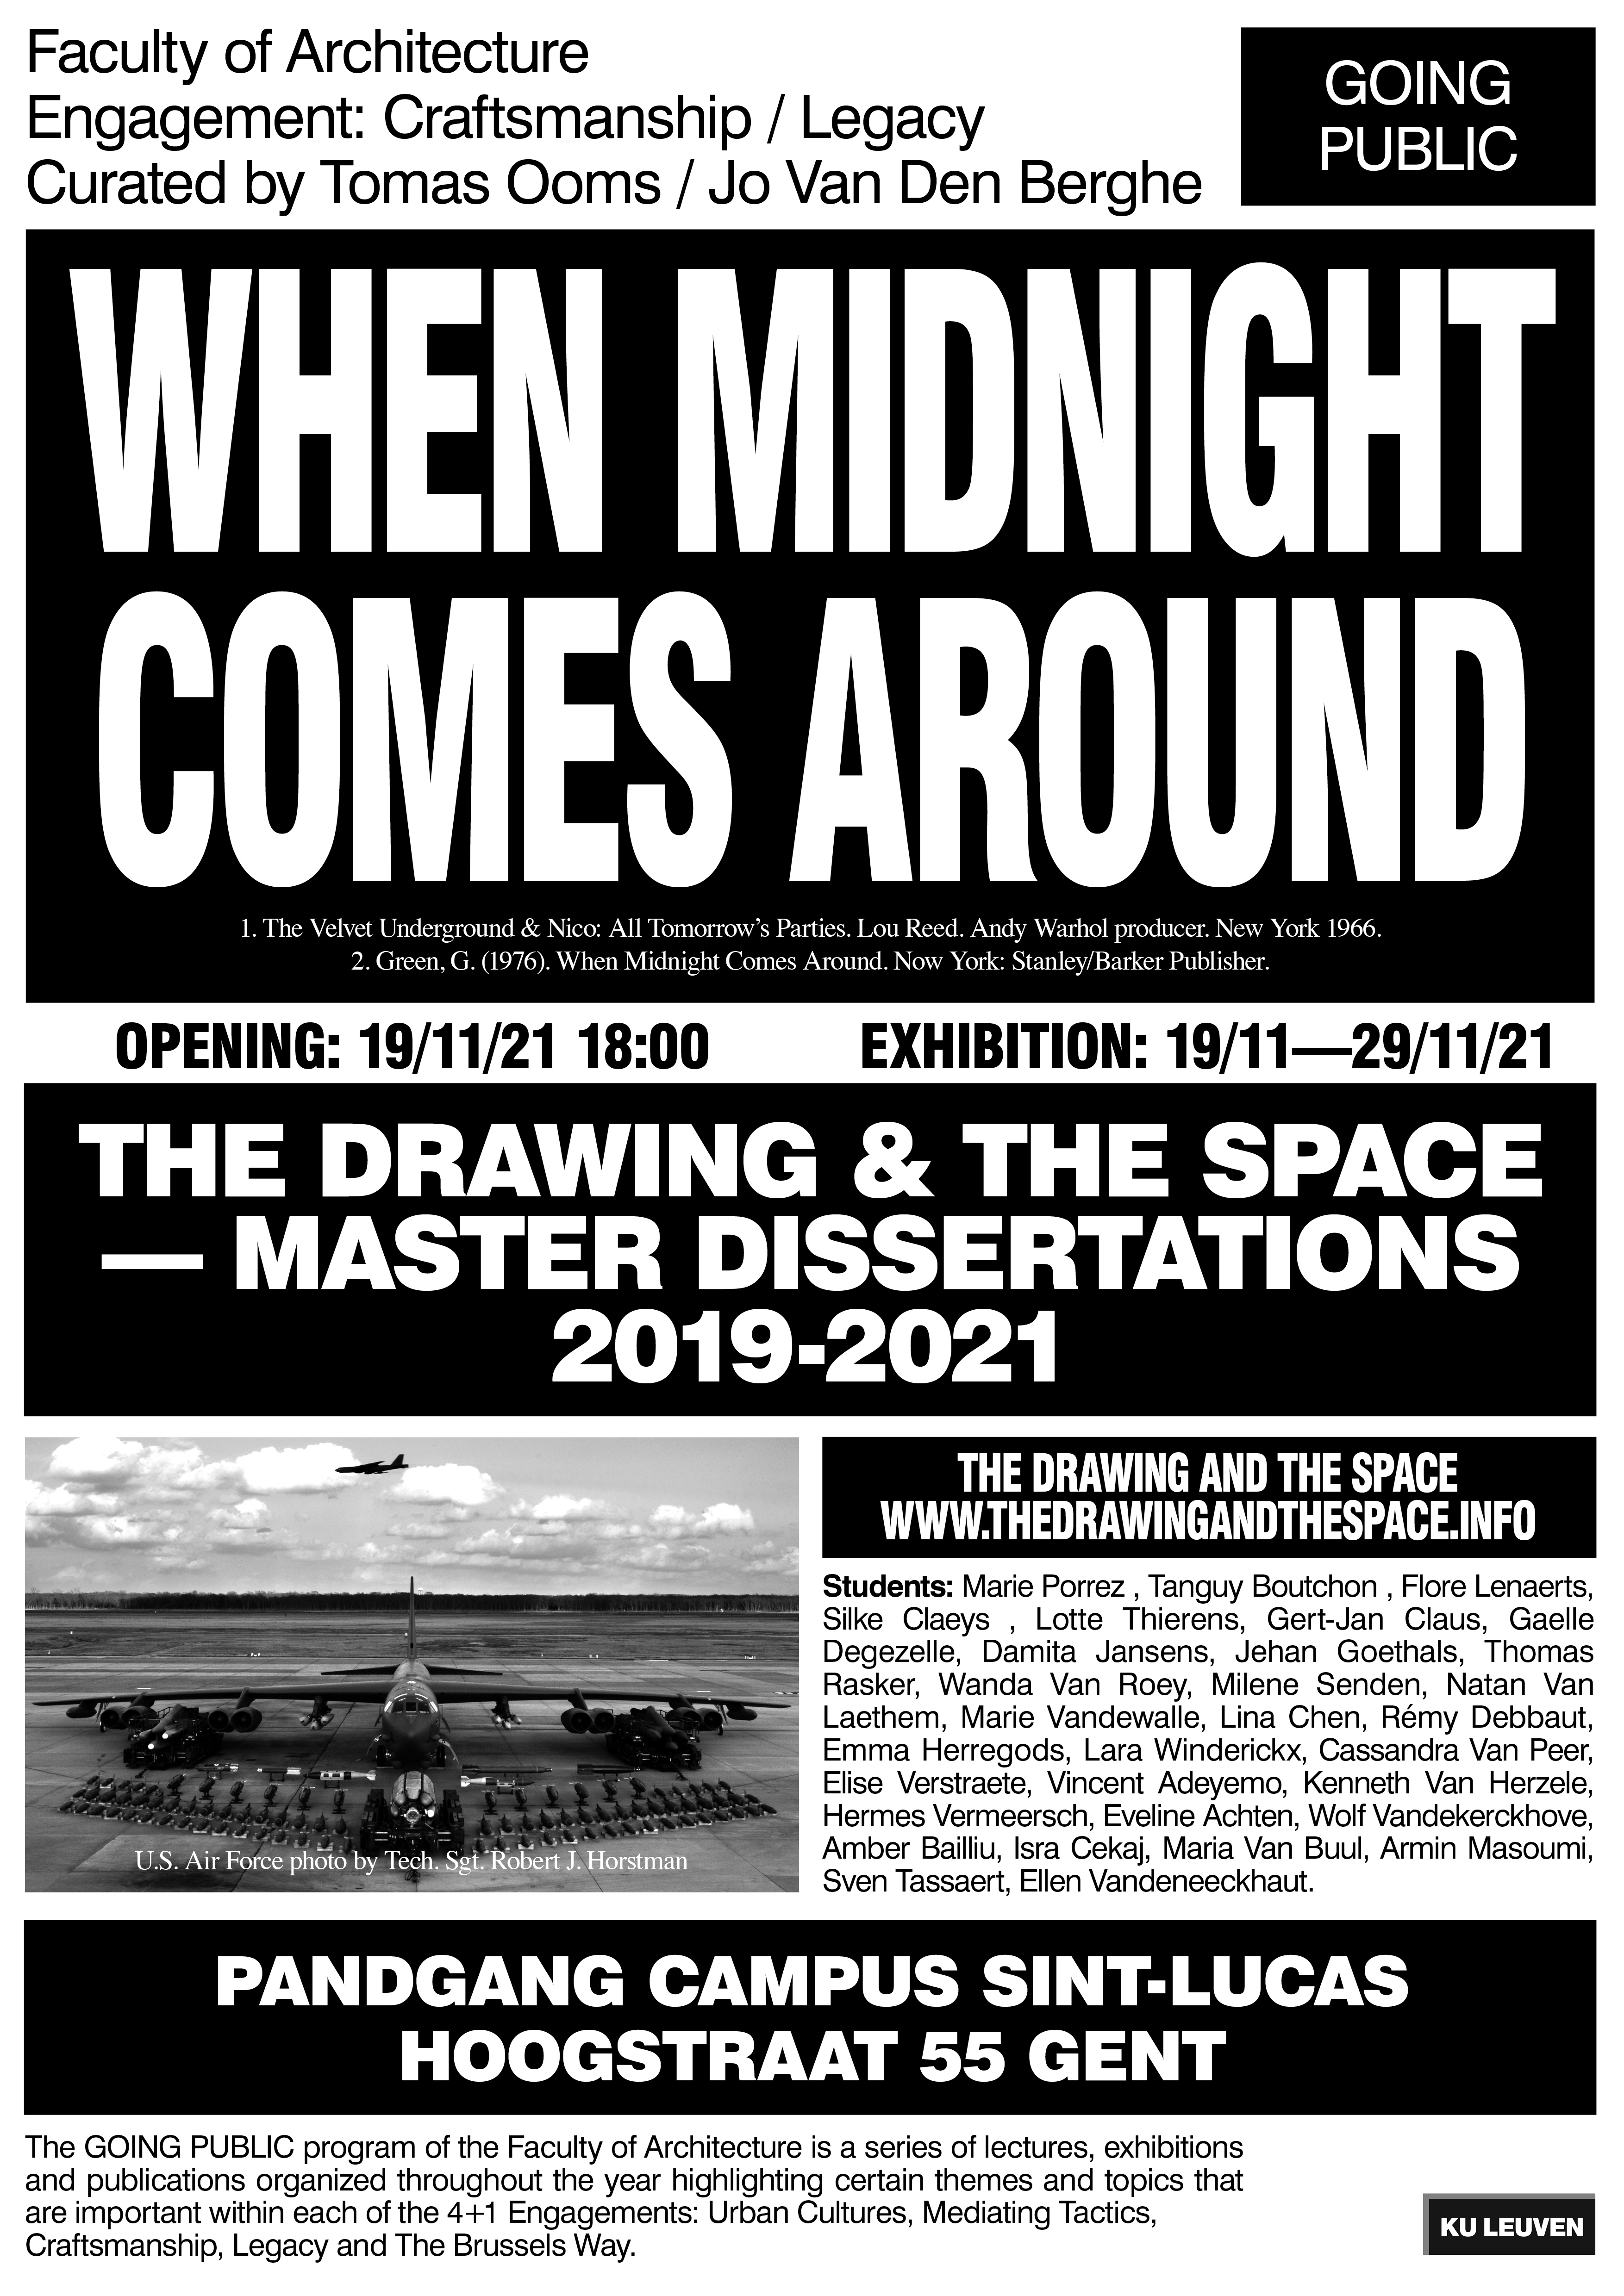 Faculty of Architecture
Engagement: Craftsmanship / Legacy
Curated by Tomas Ooms / Jo Van Den Berghe
GOING
PUBLIC
WHEN MIDNIGHT
COMES AROUND
1. The Velvet Underground & Nico: All Tomorrow’s Parties. Lou Reed. Andy Warhol producer. New York 1966.
2. Green, G. (1976). When Midnight Comes Around. Now York: Stanley/Barker Publisher.
OPENING: 19/11/21 18:00
EXHIBITION: 19/11—29/11/21
THE DRAWING & THE SPACE
— MASTER DISSERTATIONS
2019-2021
U.S. Air Force photo by Tech. Sgt. Robert J. Horstman
THE DRAWING AND THE SPACE
WWW.THEDRAWINGANDTHESPACE.INFO
Students: Marie Porrez , Tanguy Boutchon , Flore Lenaerts,
Silke Claeys , Lotte Thierens, Gert-Jan Claus, Gaelle
Degezelle, Damita Jansens, Jehan Goethals, Thomas
Rasker, Wanda Van Roey, Milene Senden, Natan Van
Laethem, Marie Vandewalle, Lina Chen, Rémy Debbaut,
Emma Herregods, Lara Winderickx, Cassandra Van Peer,
Elise Verstraete, Vincent Adeyemo, Kenneth Van Herzele,
Hermes Vermeersch, Eveline Achten, Wolf Vandekerckhove,
Amber Bailliu, Isra Cekaj, Maria Van Buul, Armin Masoumi,
Sven Tassaert, Ellen Vandeneeckhaut.
PANDGANG CAMPUS SINT-LUCAS
HOOGSTRAAT 55 GENT
The GOING PUBLIC program of the Faculty of Architecture is a series of lectures, exhibitions
and publications organized throughout the year highlighting certain themes and topics that
are important within each of the 4+1 Engagements: Urban Cultures, Mediating Tactics,
Craftsmanship, Legacy and The Brussels Way.
KU LEUVEN